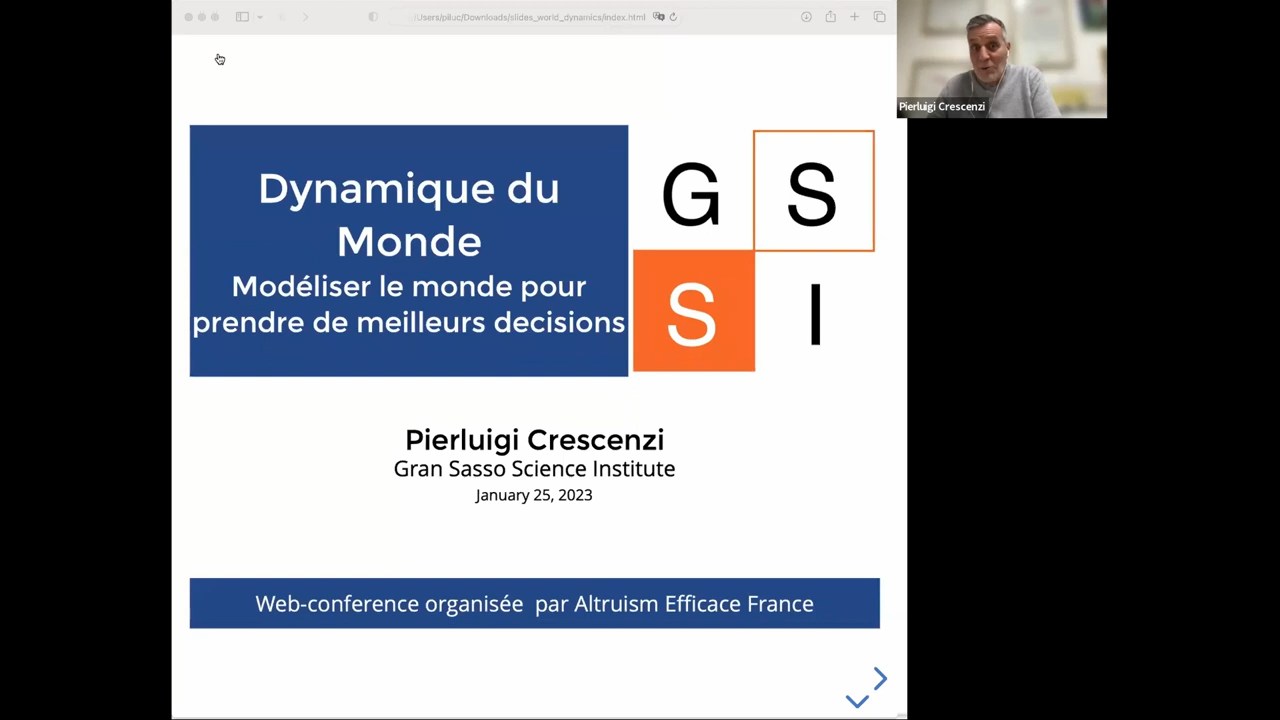 /Users/piluc/Downloads/slides_world_dynamics/index.html
Pierluigi Crescenzi
Dynamique du
Monde
Modéliser le monde pour
prendre de meilleurs decisions
G S
S I
Pierluigi Crescenzi
Gran Sasso Science Institute
January 25, 2023
Web-conference organisée par Altruism Efficace France